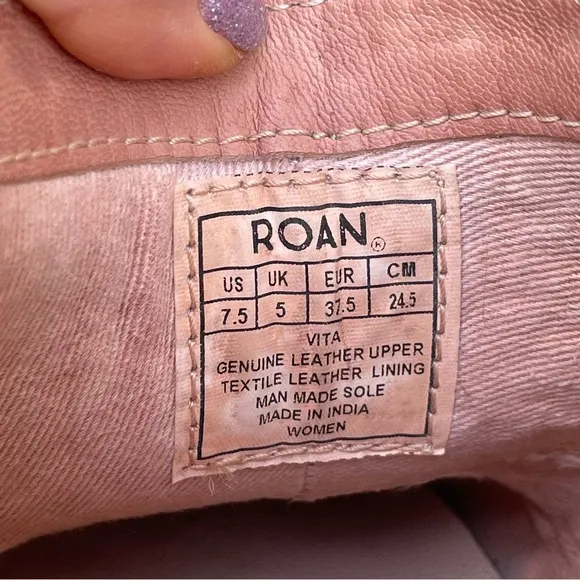 ROAN®
US UK EUR CM
7.5 5 37.5 24.5
VITA
GENUINE LEATHER UPPER
TEXTILE LEATHER LINING
MAN MADE SOLE
MADE IN INDIA
WOMEN